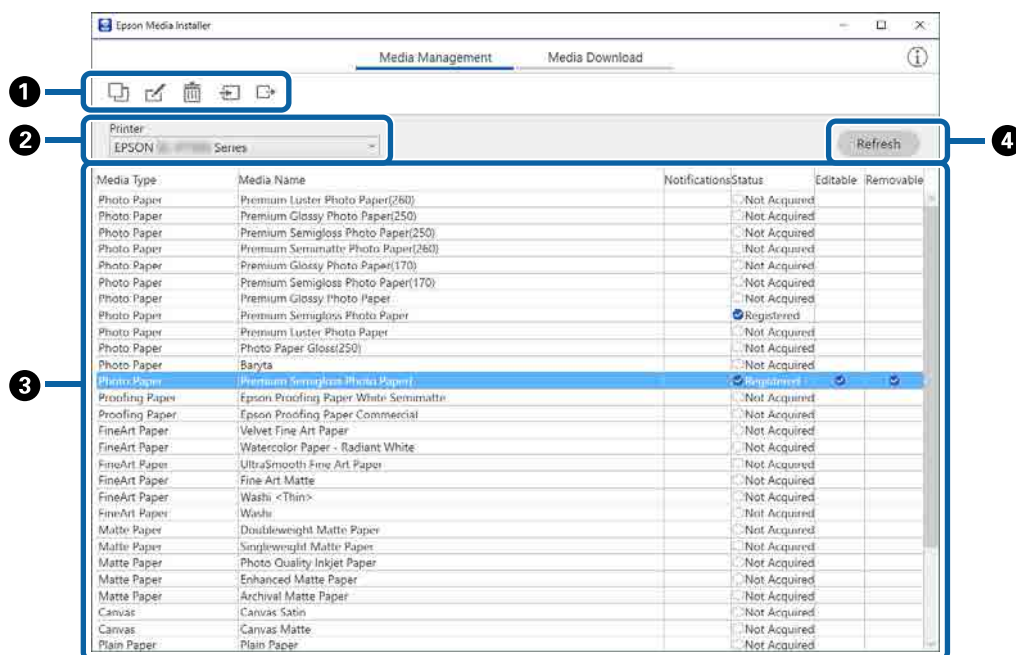 Epson Media Installer
Media Management Media Download
1
2
Printer
EPSON Series
Refresh
4
Media Type Media Name Notifications Status Editable Removable
Photo Paper Premium Luster Photo Paper(260) Not Acquired
Photo Paper Premium Glossy Photo Paper(250) Not Acquired
Photo Paper Premium Semigloss Photo Paper(250) Not Acquired
Photo Paper Premium Semimatte Photo Paper(260) Not Acquired
Photo Paper Premium Glossy Photo Paper(170) Not Acquired
Photo Paper Premium Semigloss Photo Paper(170) Not Acquired
Photo Paper Premium Glossy Photo Paper Not Acquired
Photo Paper Premium Semigloss Photo Paper Registered
Photo Paper Premium Luster Photo Paper Not Acquired
Photo Paper Photo Paper Gloss(250) Not Acquired
Photo Paper Baryta Not Acquired
3
Photo Paper Premium Semigloss Photo Paper Registered
Proofing Paper Epson Proofing Paper White Semimatte Not Acquired
Proofing Paper Epson Proofing Paper Commercial Not Acquired
FineArt Paper Velvet Fine Art Paper Not Acquired
FineArt Paper Watercolor Paper - Radiant White Not Acquired
FineArt Paper UltraSmooth Fine Art Paper Not Acquired
FineArt Paper Fine Art Matte Not Acquired
FineArt Paper Washi <Thin> Not Acquired
FineArt Paper Washi Not Acquired
Matte Paper Doubleweight Matte Paper Not Acquired
Matte Paper Singleweight Matte Paper Not Acquired
Matte Paper Photo Quality Inkjet Paper Not Acquired
Matte Paper Enhanced Matte Paper Not Acquired
Matte Paper Archival Matte Paper Not Acquired
Canvas Canvas Satin Not Acquired
Canvas Canvas Matte Not Acquired
Plain Paper Plain Paper Not Acquired